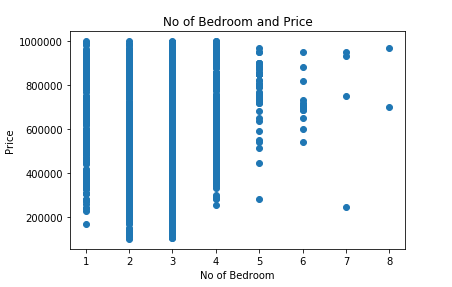 No of Bedroom and Price
1000000
800000
600000
400000
200000
Price
1 2 3 4 5 6 7 8
No of Bedroom